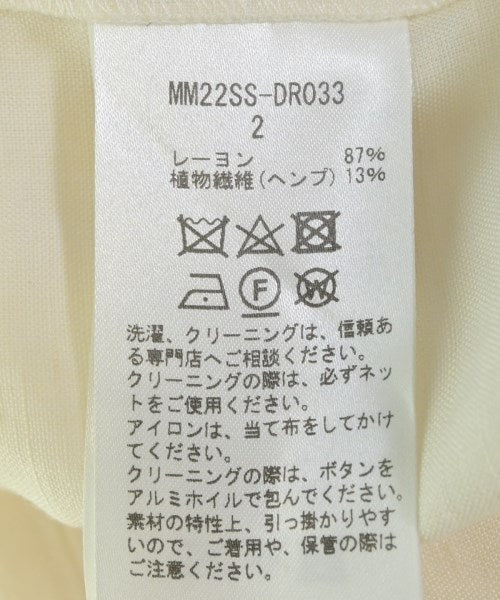 MM22SS-DR033
2
レーヨン 87%
植物繊維(ヘンプ) 13%
F
W
洗濯、クリーニングは、信頼あ
る専門店へご相談ください。
クリーニングの際は、必ずネッ
トをご使用ください。
アイロンは、当て布をしてかけ
てください。
クリーニングの際は、ボタンを
アルミホイルで包んでください。
素材の特性上、引っ掛かりやす
いので、ご着用や、保管の際は
ご注意ください。